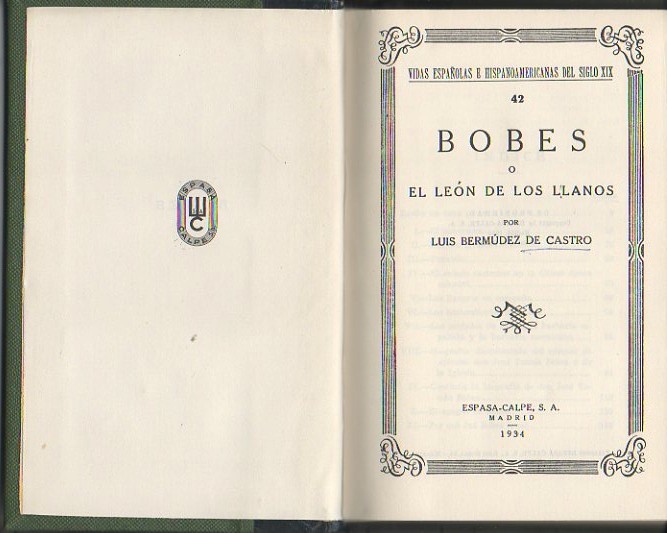 ESPASA
CALPE
VIDAS ESPAÑOLAS E HISPANOAMERICANAS DEL SIGLO XIX
42
BOBES
O
EL LEÓN DE LOS LLANOS
POR
LUIS BERMÚDEZ DE CASTRO
ESPASA-CALPE, S. A.
MADRID
1934